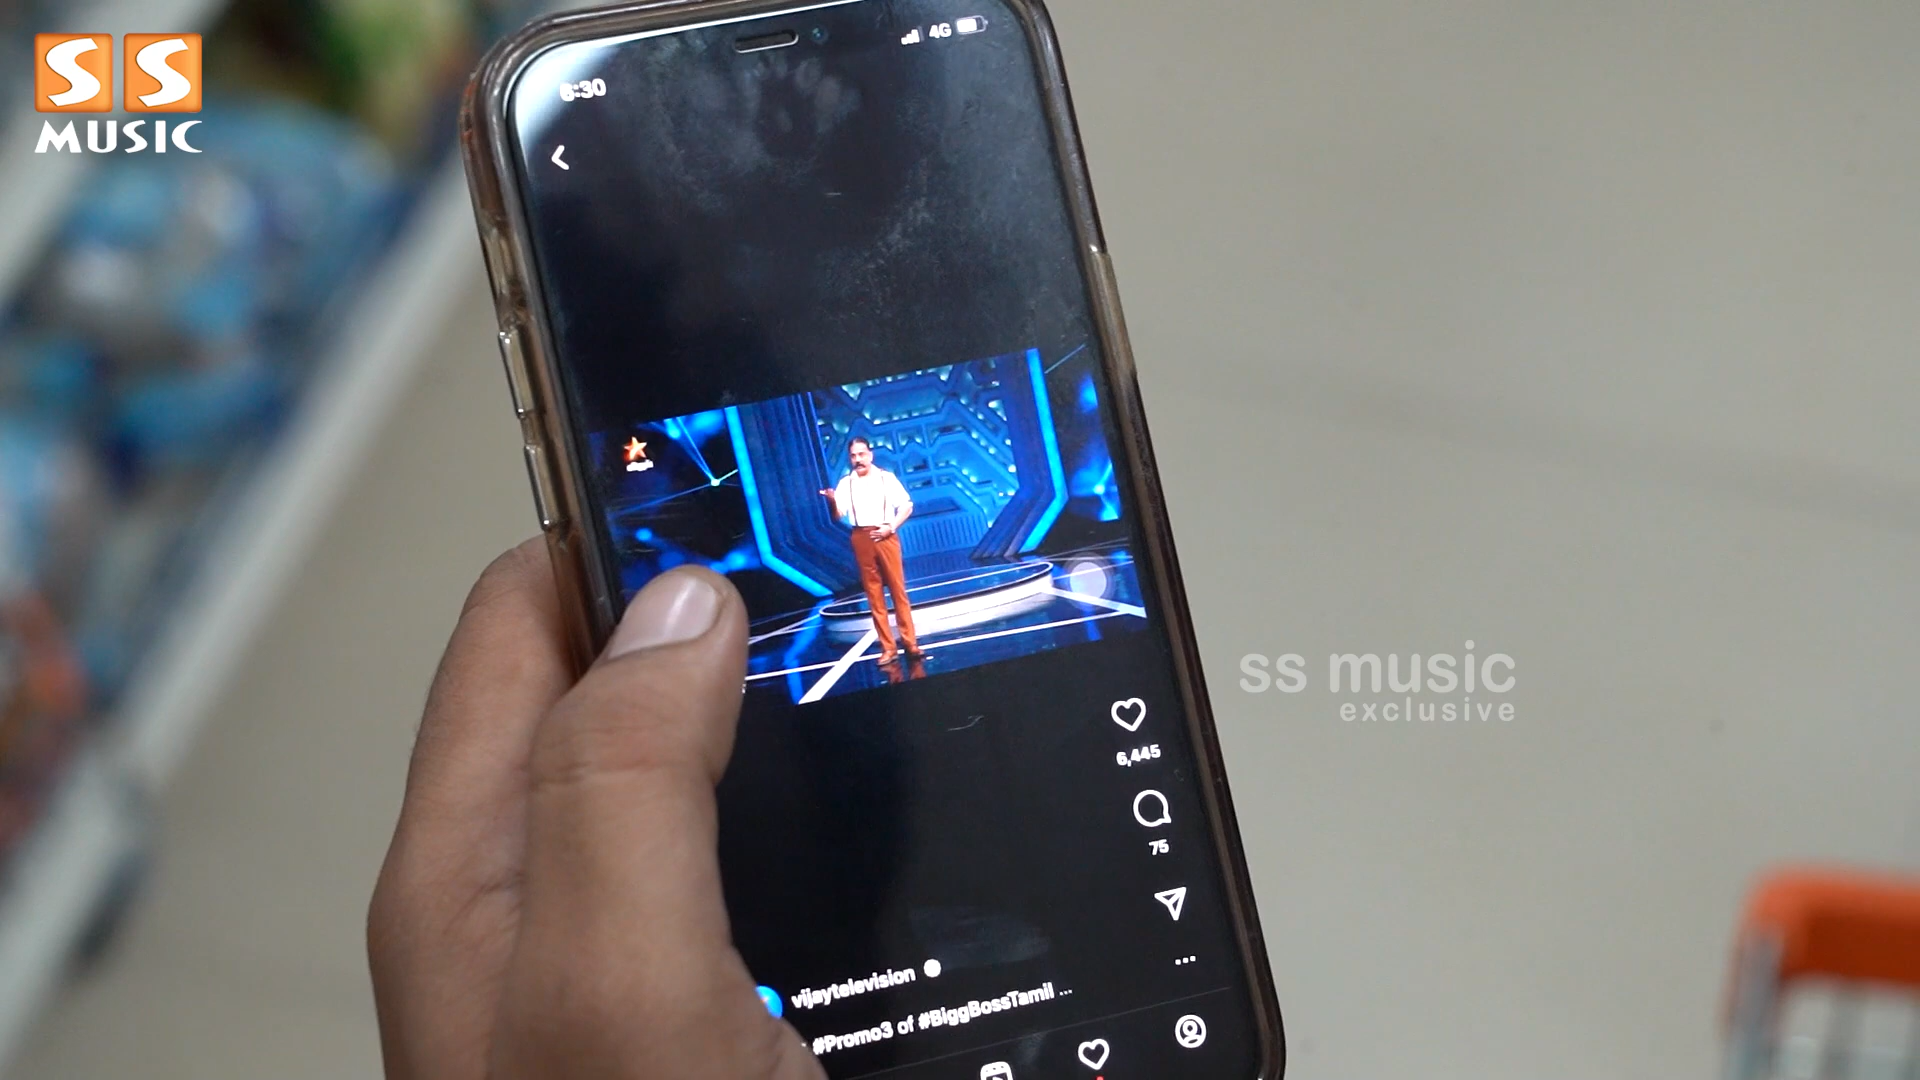 SS
MUSIC
6:30
4G
ss music
exclusive
6,445
75
vijaytelevision
#Promo3 of #BiggBossTamil ...